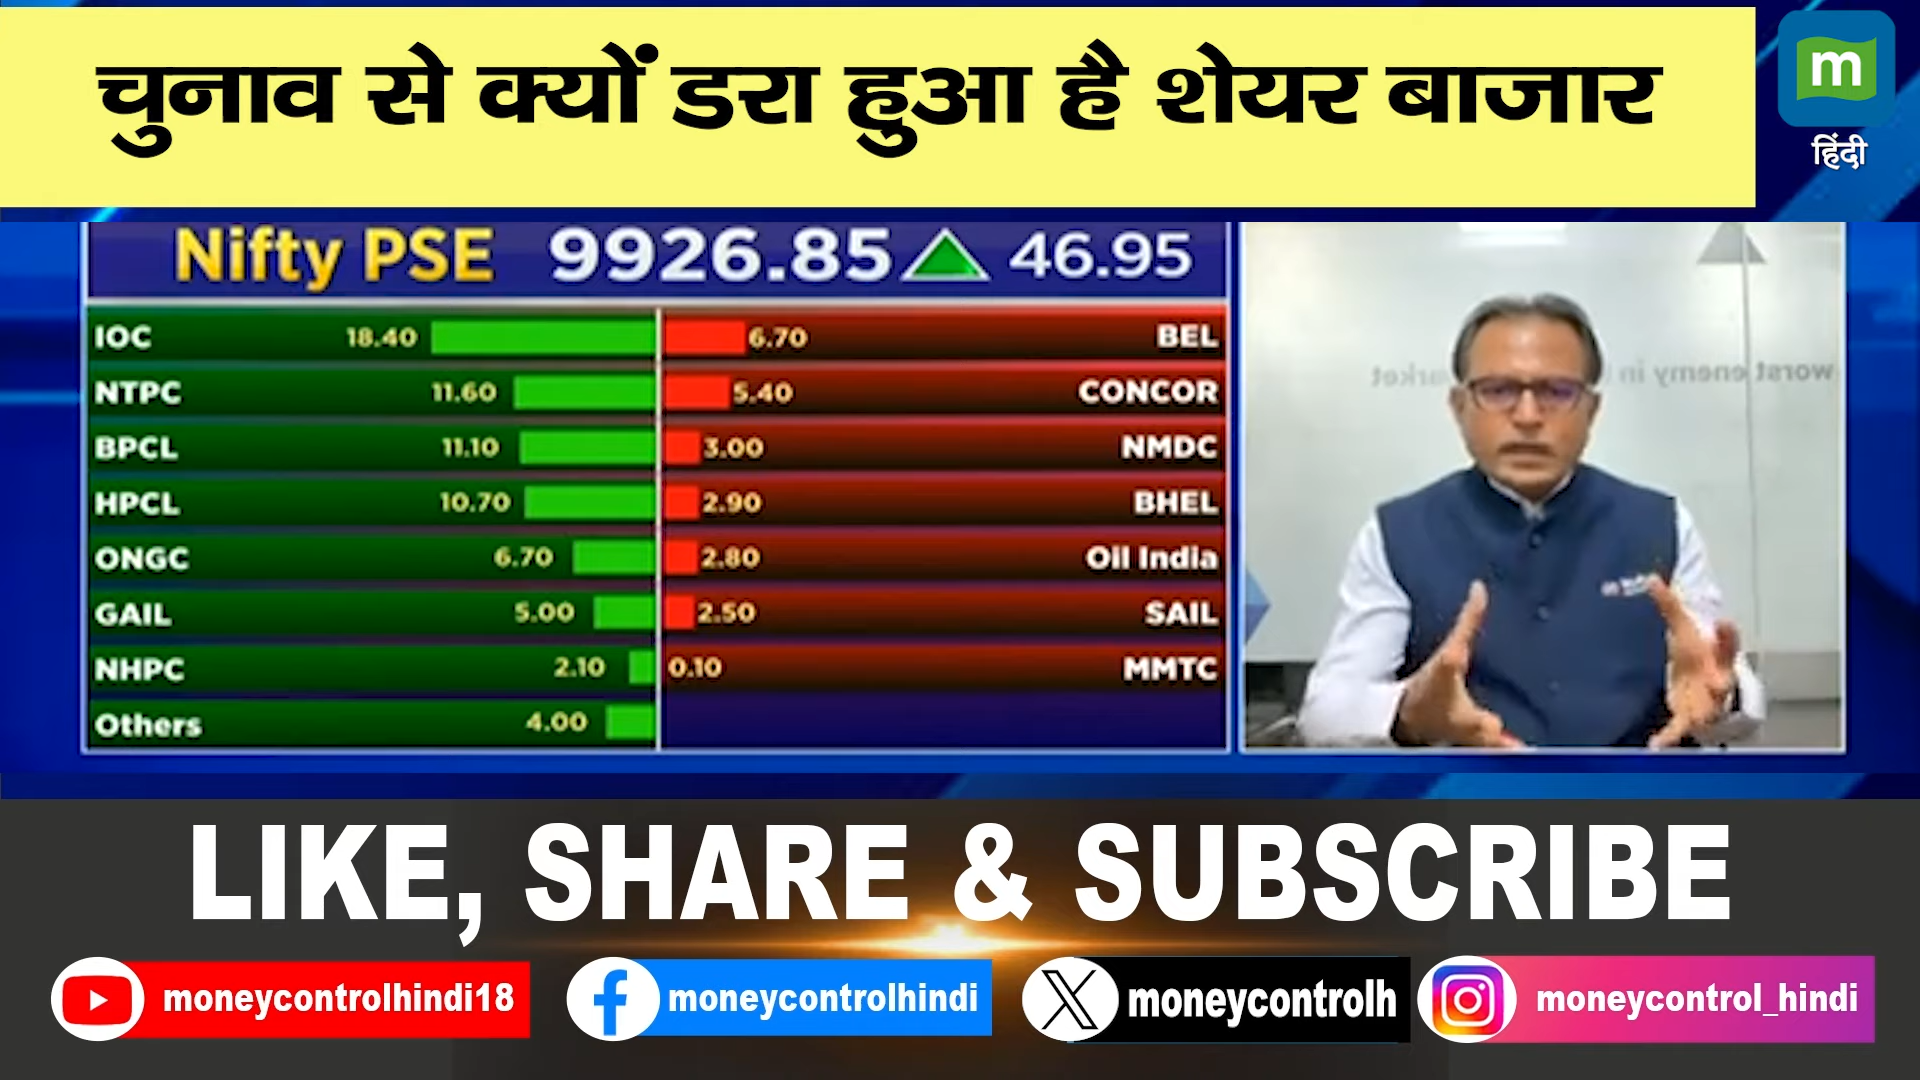 चुनाव से क्यों डरा हुआ है शेयर बाजार
m
हिंदी
Nifty PSE 9926.85 46.95
IOC 18.40 6.70 BEL
NTPC 11.60 5.40 CONCOR
BPCL 11.10 3.00 NMDC
HPCL 10.70 2.90 BHEL
ONGC 6.70 2.80 Oil India
GAIL 5.00 2.50 SAIL
NHPC 2.10 0.10 MMTC
Others 4.00
worst enemy in
LIKE, SHARE & SUBSCRIBE
moneycontrolhindi18
moneycontrolhindi
moneycontrolh
moneycontrol_hindi